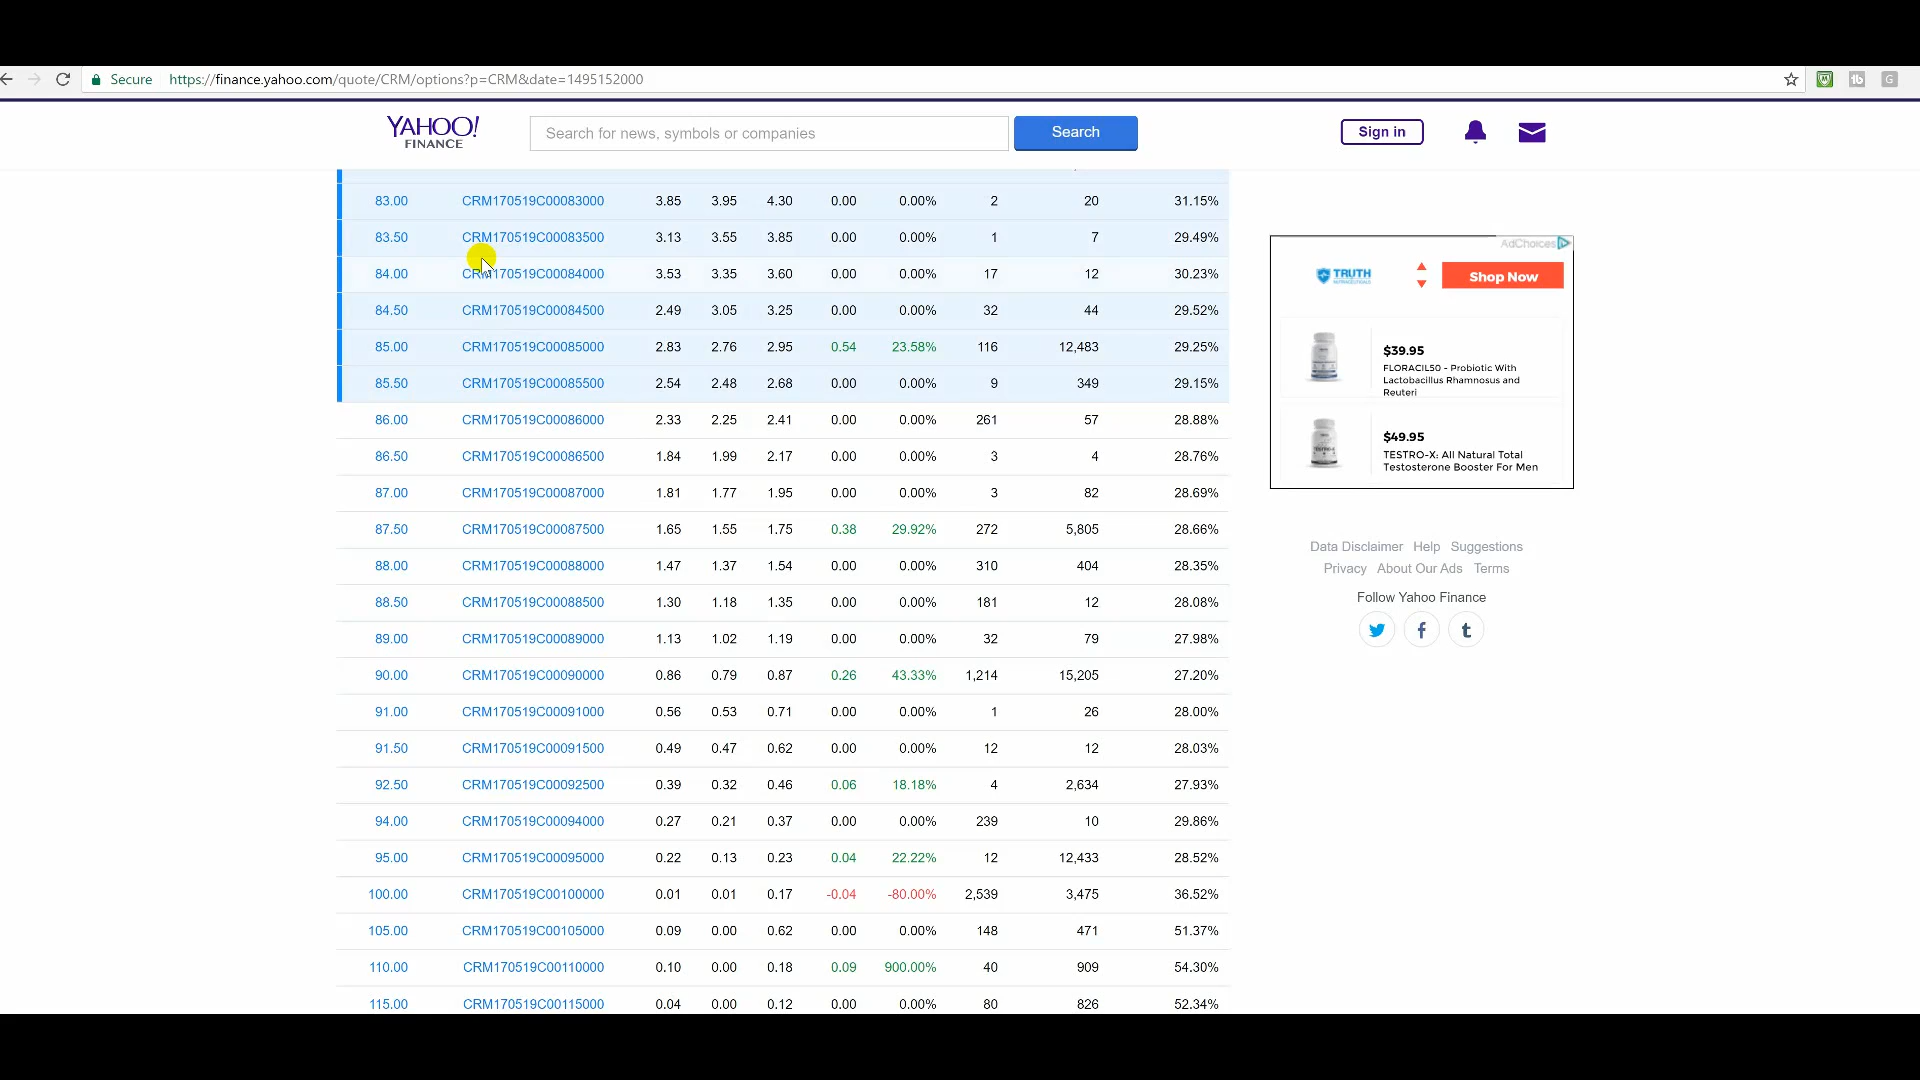 Secure https://finance.yahoo.com/quote/CRM/options?p=CRM&date=1495152000
YAHOO!
FINANCE
Search for news, symbols or companies
Search
Sign in
83.00 CRM170519C00083000 3.85 3.95 4.30 0.00 0.00% 2 20 31.15%
83.50 CRM170519C00083500 3.13 3.55 3.85 0.00 0.00% 1 7 29.49%
84.00 CRM170519C00084000 3.53 3.35 3.60 0.00 0.00% 17 12 30.23%
84.50 CRM170519C00084500 2.49 3.05 3.25 0.00 0.00% 32 44 29.52%
85.00 CRM170519C00085000 2.83 2.76 2.95 0.54 23.58% 116 12,483 29.25%
85.50 CRM170519C00085500 2.54 2.48 2.68 0.00 0.00% 9 349 29.15%
86.00 CRM170519C00086000 2.33 2.25 2.41 0.00 0.00% 261 57 28.88%
86.50 CRM170519C00086500 1.84 1.99 2.17 0.00 0.00% 3 4 28.76%
87.00 CRM170519C00087000 1.81 1.77 1.95 0.00 0.00% 3 82 28.69%
87.50 CRM170519C00087500 1.65 1.55 1.75 0.38 29.92% 272 5,805 28.66%
88.00 CRM170519C00088000 1.47 1.37 1.54 0.00 0.00% 310 404 28.35%
88.50 CRM170519C00088500 1.30 1.18 1.35 0.00 0.00% 181 12 28.08%
89.00 CRM170519C00089000 1.13 1.02 1.19 0.00 0.00% 32 79 27.98%
90.00 CRM170519C00090000 0.86 0.79 0.87 0.26 43.33% 1,214 15,205 27.20%
91.00 CRM170519C00091000 0.56 0.53 0.71 0.00 0.00% 1 26 28.00%
91.50 CRM170519C00091500 0.49 0.47 0.62 0.00 0.00% 12 12 28.03%
92.50 CRM170519C00092500 0.39 0.32 0.46 0.06 18.18% 4 2,634 27.93%
94.00 CRM170519C00094000 0.27 0.21 0.37 0.00 0.00% 239 10 29.86%
95.00 CRM170519C00095000 0.22 0.13 0.23 0.04 22.22% 12 12,433 28.52%
100.00 CRM170519C00100000 0.01 0.01 0.17 -0.04 -80.00% 2,539 3,475 36.52%
105.00 CRM170519C00105000 0.09 0.00 0.62 0.00 0.00% 148 471 51.37%
110.00 CRM170519C00110000 0.10 0.00 0.18 0.09 900.00% 40 909 54.30%
115.00 CRM170519C00115000 0.04 0.00 0.12 0.00 0.00% 80 826 52.34%
AdChoices
TRUTH
Shop Now
$39.95
FLORACIL50 - Probiotic With
Lactobacillus Rhamnosus and
Reuteri
$49.95
TESTRO-X: All Natural Total
Testosterone Booster For Men
Data Disclaimer Help Suggestions
Privacy About Our Ads Terms
Follow Yahoo Finance